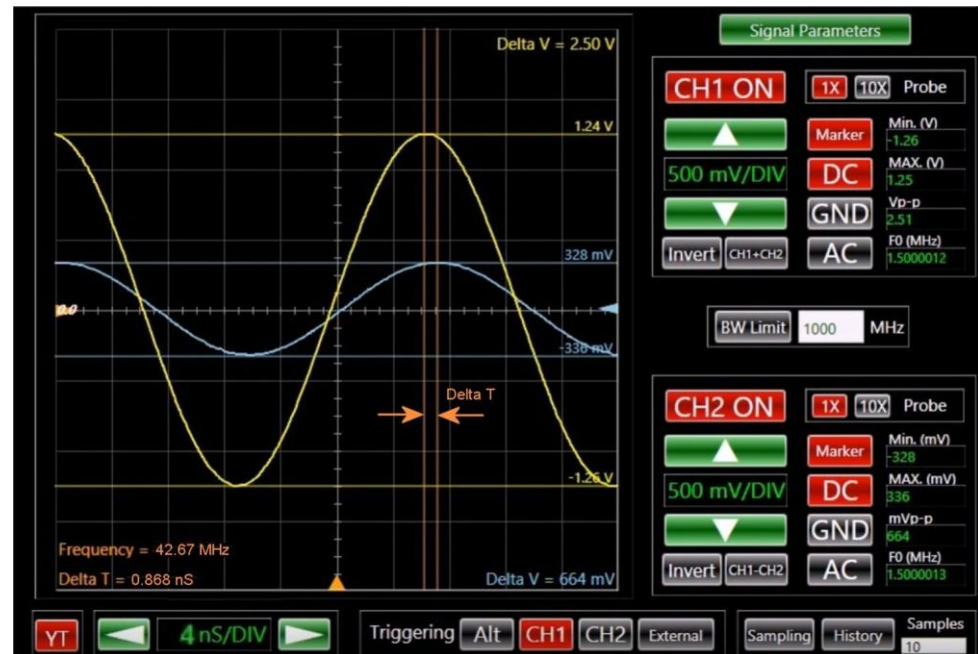 Delta V = 2.50 V
1.24 V
328 mV
0.0
-336 mV
Delta T
-1.26 V
Frequency = 42.67 MHz
Delta T = 0.868 nS
Delta V = 664 mV
Signal Parameters
CH1 ON
1X 10X Probe
Marker
Min. (V)
-1.26
500 mV/DIV
DC
MAX. (V)
1.25
GND
Vp-p
2.51
Invert CH1+CH2
AC
F0 (MHz)
1.5000012
BW Limit 1000 MHz
CH2 ON
1X 10X Probe
Marker
Min. (mV)
-328
500 mV/DIV
DC
MAX. (mV)
336
GND
mVp-p
664
Invert CH1-CH2
AC
F0 (MHz)
1.5000013
YT 4 nS/DIV Triggering Alt CH1 CH2 External Sampling History Samples
10